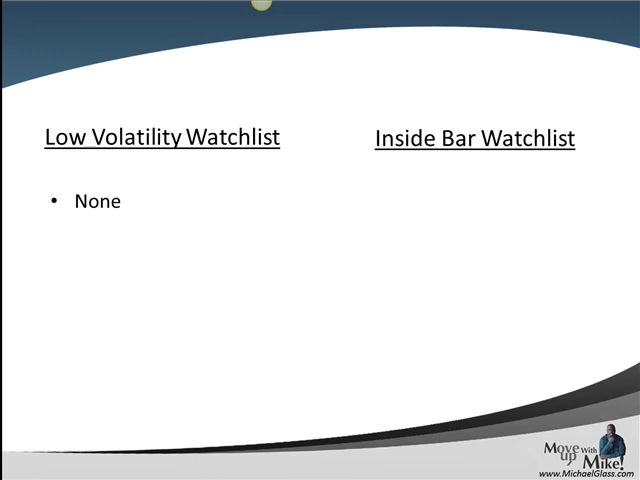 Low Volatility Watchlist
Inside Bar Watchlist
• None
Move up With Mike!
www.MichaelGlass.com